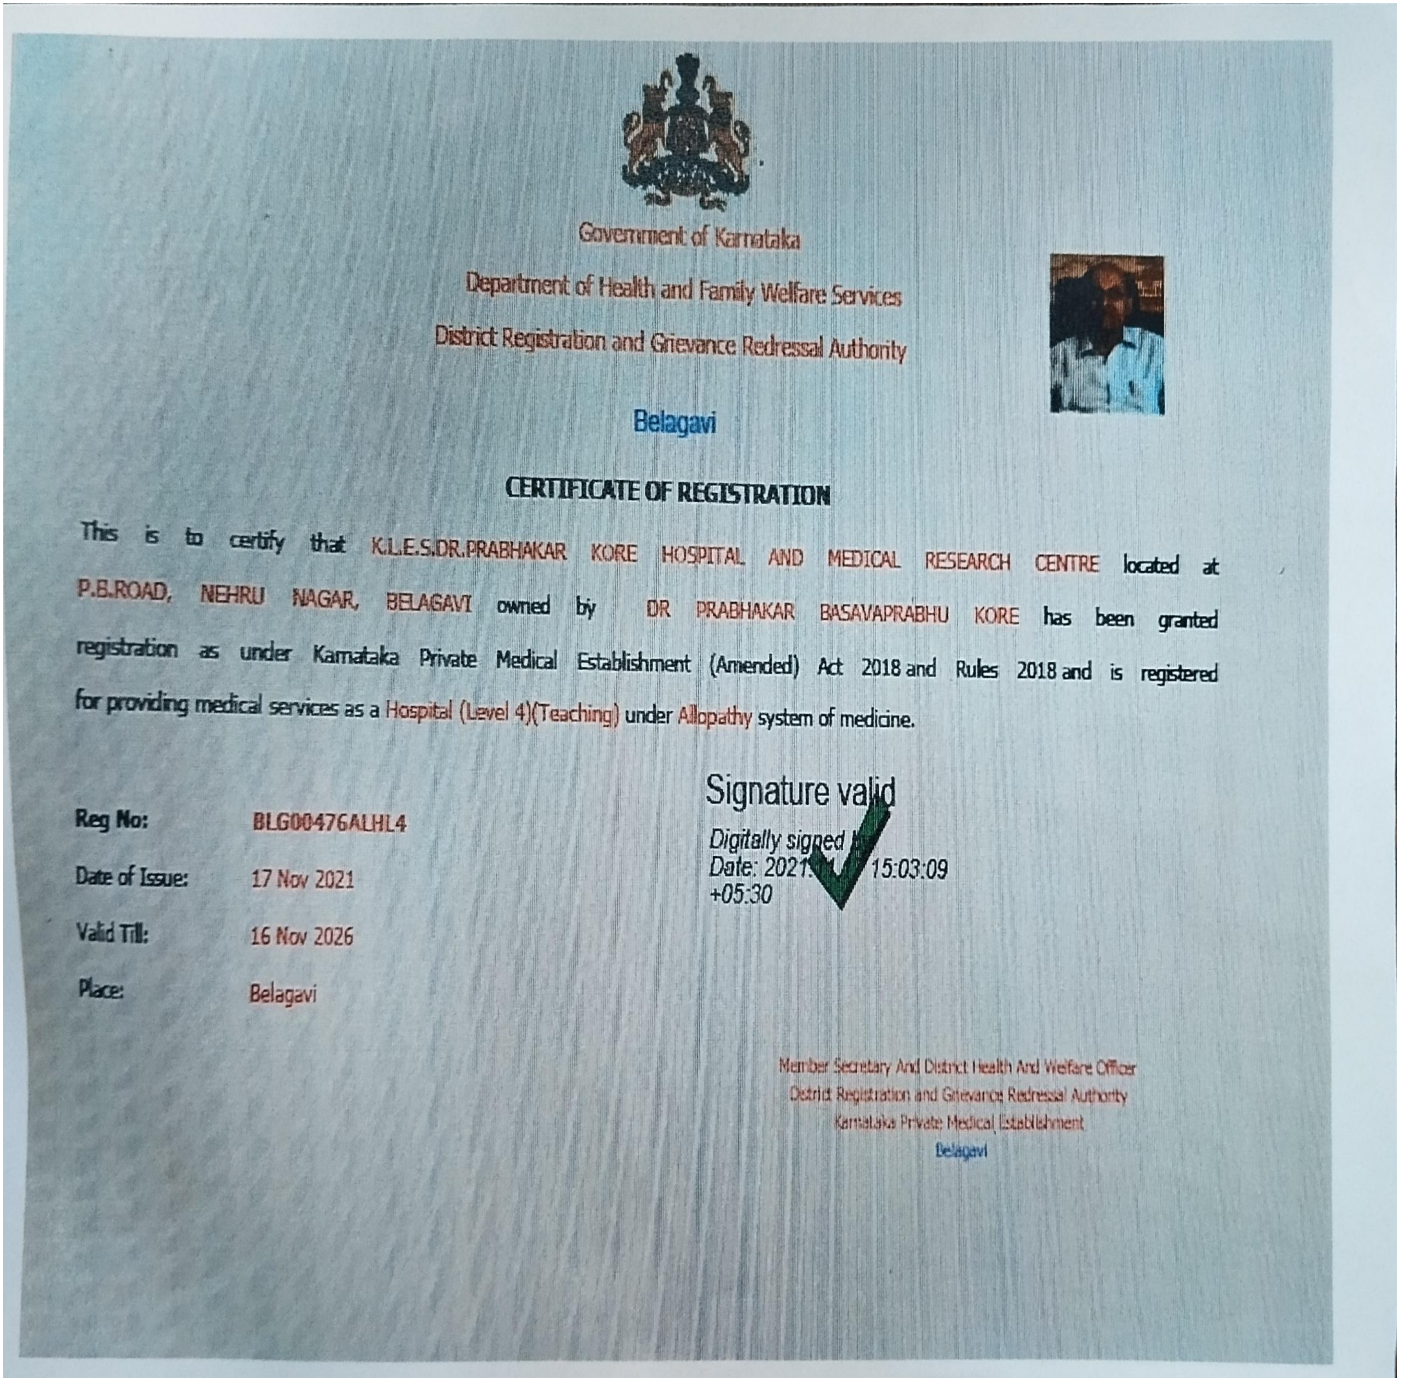 Government of Karnataka
Department of Health and Family Welfare Services
District Registration and Grievance Redressal Authority
Belagavi
CERTIFICATE OF REGISTRATION
This is to certify that K.L.E.S.DR.PRABHAKAR KORE HOSPITAL AND MEDICAL RESEARCH CENTRE located at
P.B.ROAD, NEHRU NAGAR, BELAGAVI owned by DR PRABHAKAR BASAVAPRABHU KORE has been granted
registration as under Karnataka Private Medical Establishment (Amended) Act 2018 and Rules 2018 and is registered
for providing medical services as a Hospital (Level 4)(Teaching) under Allopathy system of medicine.
Reg No: BLG00476ALHL4
Date of Issue: 17 Nov 2021
Valid Till: 16 Nov 2026
Place: Belagavi
Signature valid
Digitally signed
Date: 2021. 15:03:09
+05:30
Member Secretary And District Health And Welfare Officer
District Registration and Grievance Redressal Authority
Karnataka Private Medical Establishment
Belagavi